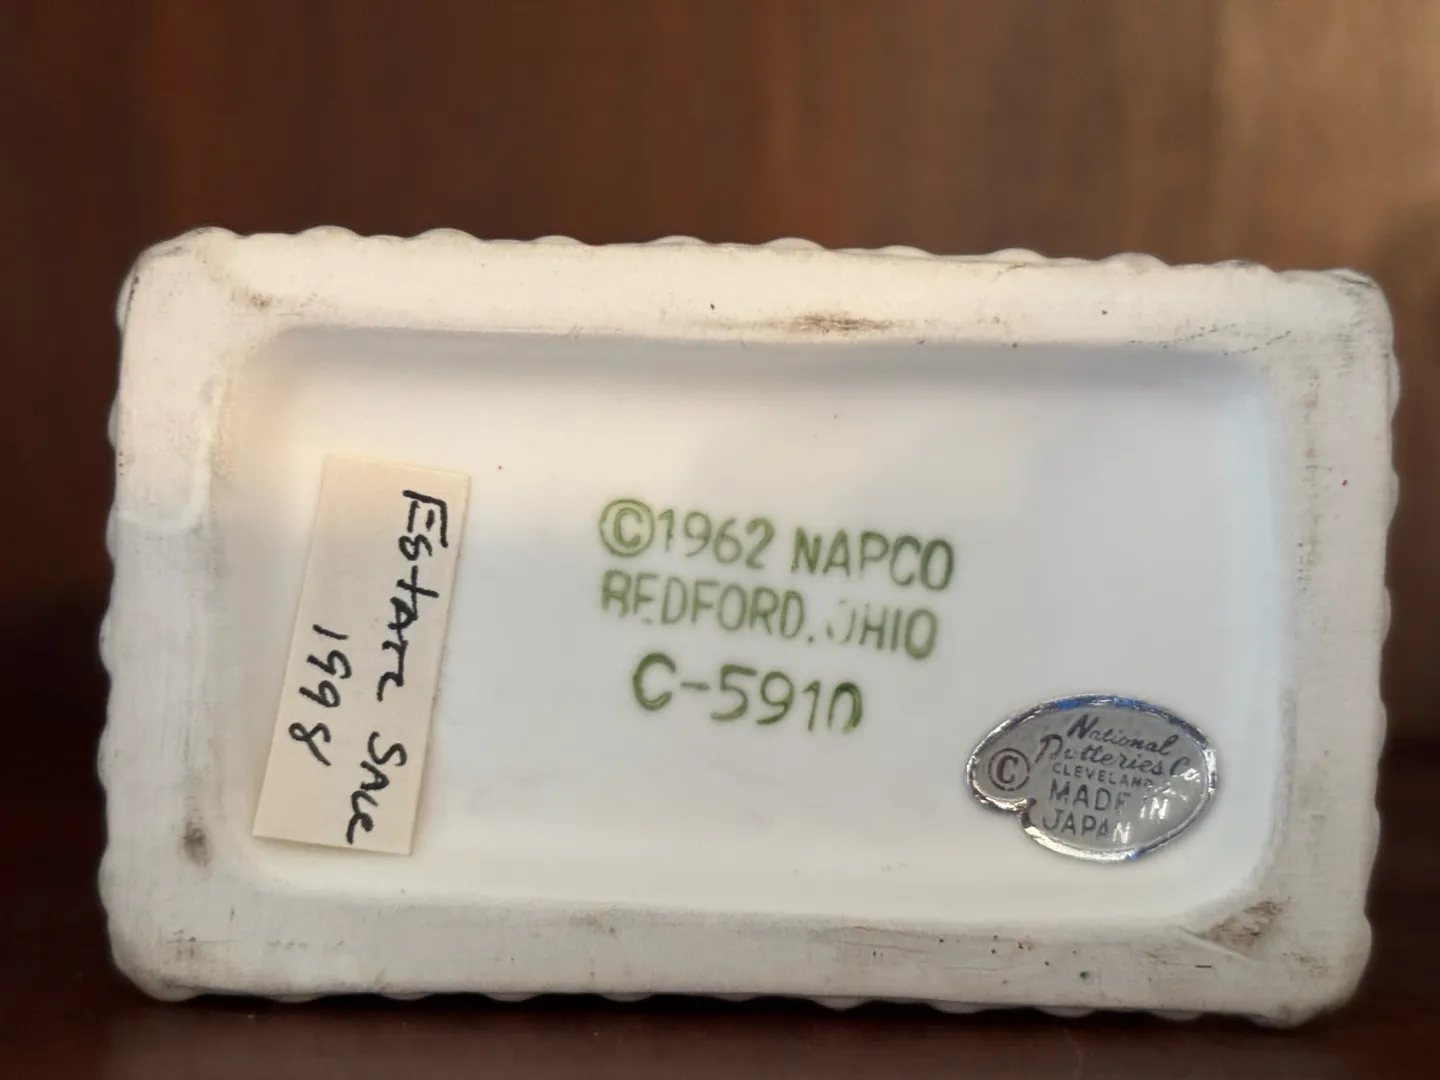 Estate Sale
1998
©1962 NAPCO
BEDFORD, OHIO
C-5910
National
Potteries Co.
© CLEVELAND
MADE IN
JAPAN